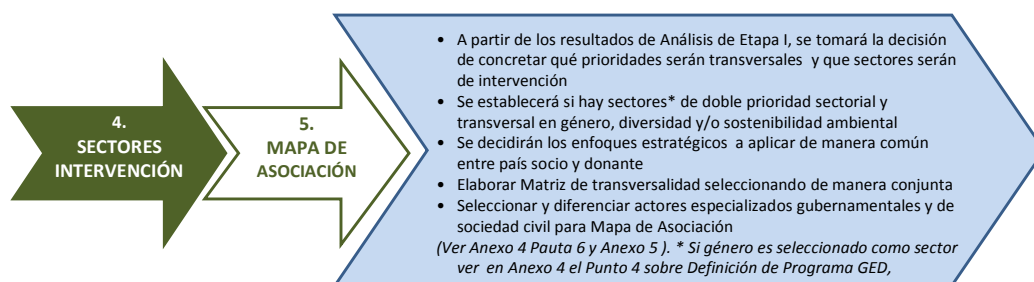 4.
SECTORES
INTERVENCIÓN
5.
MAPA DE
ASOCIACIÓN
• A partir de los resultados de Análisis de Etapa I, se tomará la decisión
de concretar qué prioridades serán transversales y que sectores serán
de intervención
• Se establecerá si hay sectores* de doble prioridad sectorial y
transversal en género, diversidad y/o sostenibilidad ambiental
• Se decidirán los enfoques estratégicos a aplicar de manera común
entre país socio y donante
• Elaborar Matriz de transversalidad seleccionando de manera conjunta
• Seleccionar y diferenciar actores especializados gubernamentales y de
sociedad civil para Mapa de Asociación
(Ver Anexo 4 Pauta 6 y Anexo 5 ). * Si género es seleccionado como sector
ver en Anexo 4 el Punto 4 sobre Definición de Programa GED,